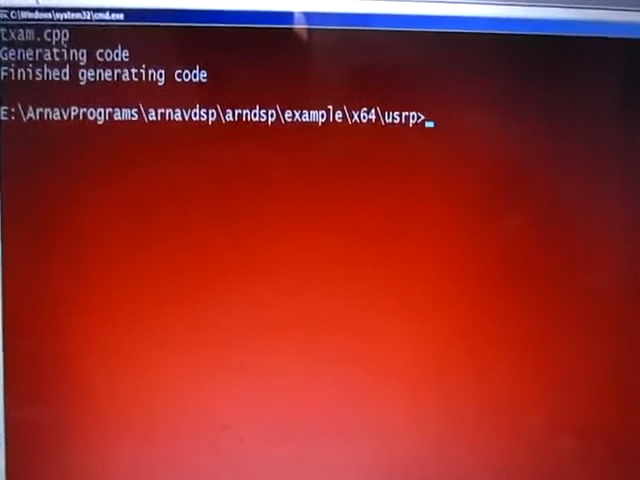 C:\Windows\system32\cmd.exe
txam.cpp
Generating code
Finished generating code
E:\ArnavPrograms\arnavdsp\arndsp\example\x64\usrp>